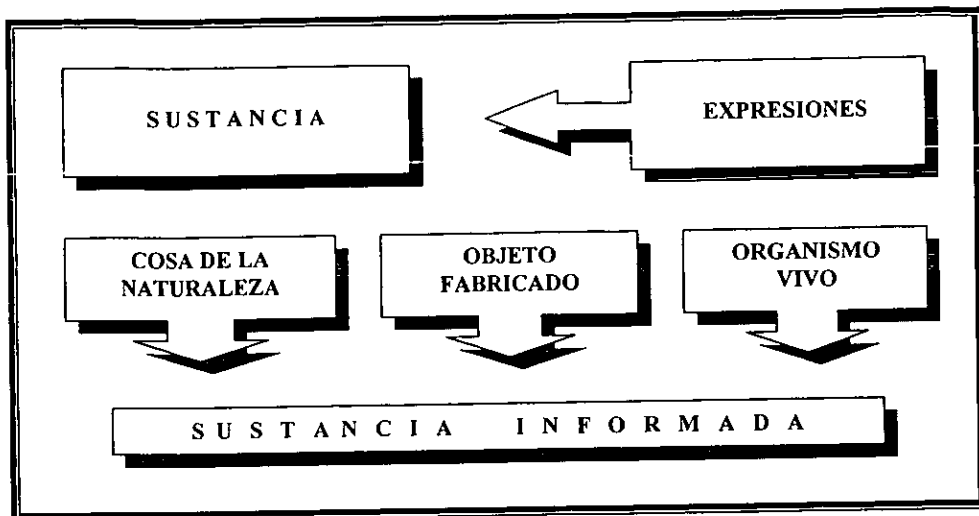 SUSTANCIA
EXPRESIONES
COSA DE LA
NATURALEZA
OBJETO
FABRICADO
ORGANISMO
VIVO
SUSTANCIA INFORMADA